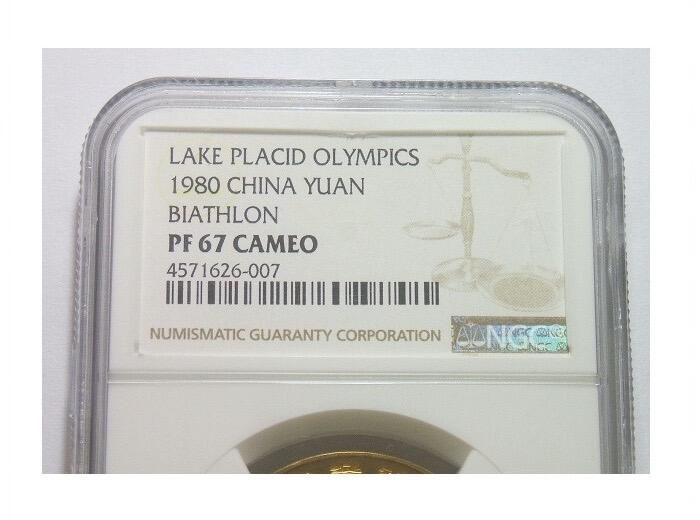 LAKE PLACID OLYMPICS
1980 CHINA YUAN
BIATHLON
PF 67 CAMEO
4571626-007
NUMISMATIC GUARANTY CORPORATION
NGC